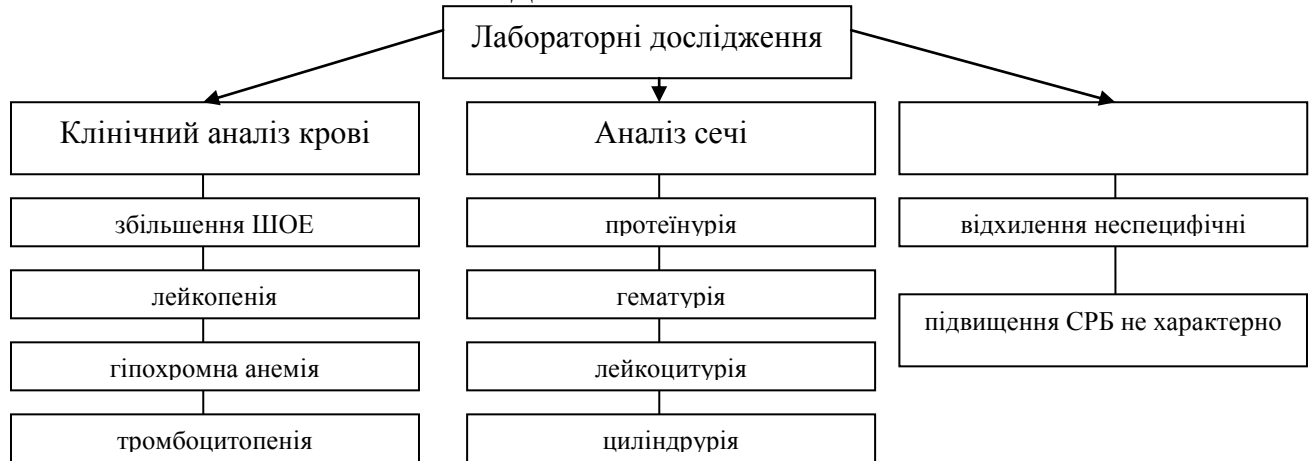 Лабораторні дослідження
Клінічний аналіз крові
збільшення ШОЕ
лейкопенія
гіпохромна анемія
тромбоцитопенія
Аналіз сечі
протеїнурія
гематурія
лейкоцитурія
циліндрурія
відхилення неспецифічні
підвищення СРБ не характерно